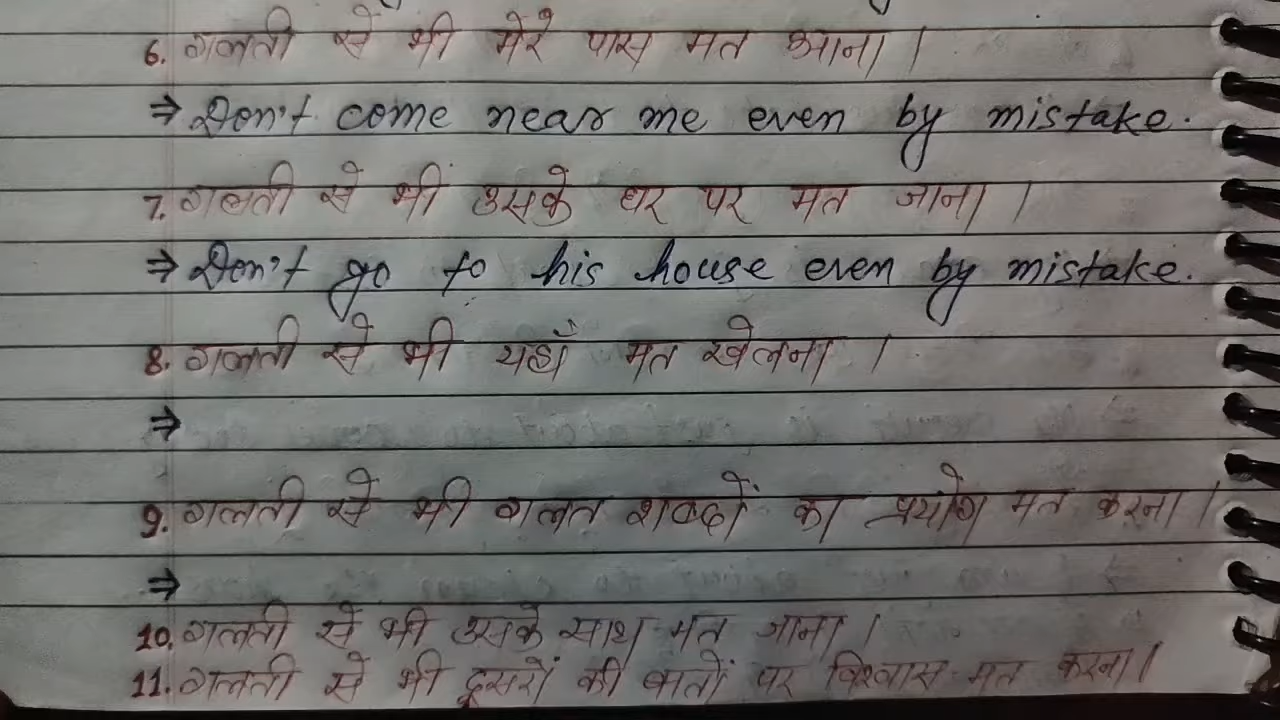 6. गलती से भी मेरे पास मत आना।
⇒ Don't come near me even by mistake.
7. गलती से भी उसके घर पर मत जाना।
⇒ Don't go to his house even by mistake.
8. गलती से भी यहाँ मत खेलना।
⇒
9. गलती से भी गलत शब्दों का प्रयोग मत करना।
⇒
10. गलती से भी उसके साथ मत जाना।
11. गलती से भी दूसरों की बातों पर विश्वास मत करना।